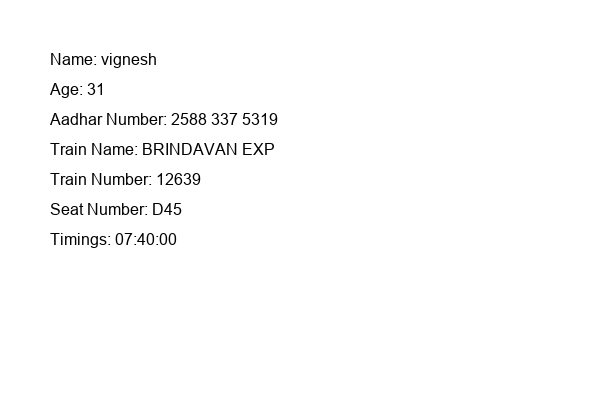 Name: vignesh
Age: 31
Aadhar Number: 2588 337 5319
Train Name: BRINDAVAN EXP
Train Number: 12639
Seat Number: D45
Timings: 07:40:00